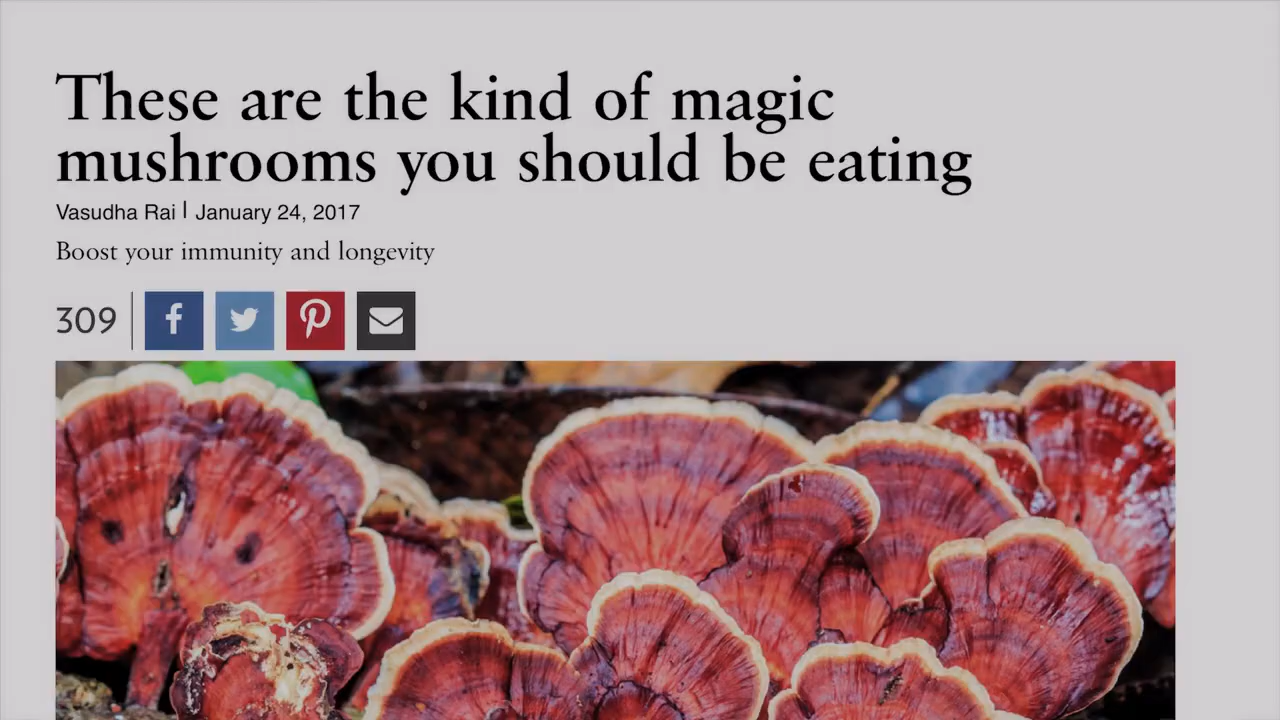 These are the kind of magic
mushrooms you should be eating
Vasudha Rai | January 24, 2017
Boost your immunity and longevity
309